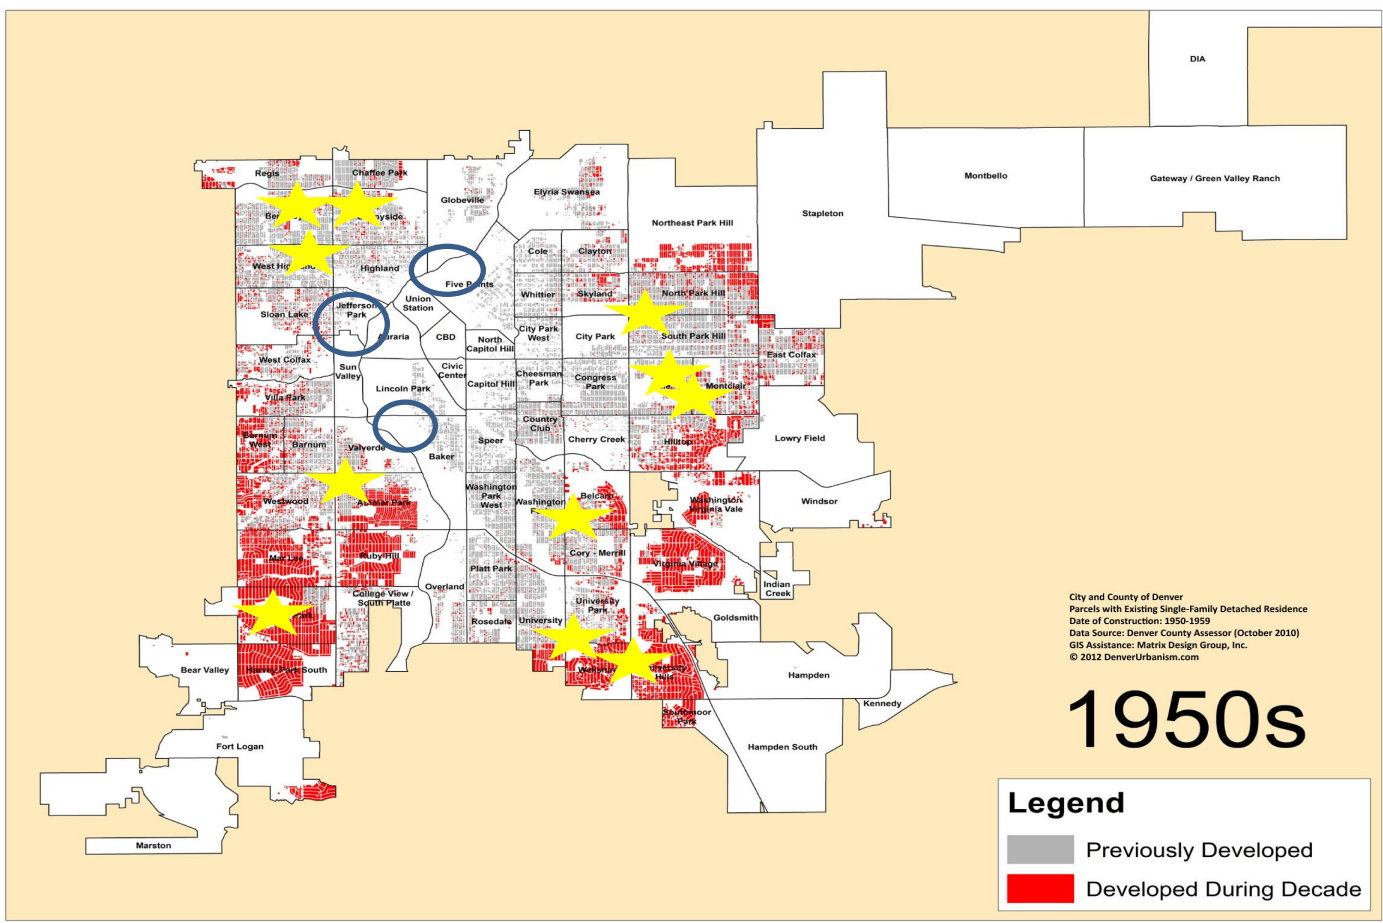 DIA
Regis
Chaffee Park
Montbello
Gateway / Green Valley Ranch
Elyria Swansea
Globeville
Stapleton
Northeast Park Hill
Cole
Clayton
Highland
Five Points
Whittier
Skyland
North Park Hill
Union
Station
Jefferson
Park
Sloan Lake
City Park
West
City Park
South Park Hill
CBD
North
Capitol Hill
East Colfax
West Colfax
Sun
Valley
Civic
Center
Capitol Hill
Cheesman
Park
Congress
Park
Montclair
Lincoln Park
Villa Park
Country
Club
Barnum
West
Barnum
Valverde
Baker
Speer
Cherry Creek
Hilltop
Lowry Field
Westwood
Washington
Park
West
Washington
Washington
Virginia Vale
Windsor
Mar Lee
Ruby Hill
Cory - Merrill
Virginia Village
Platt Park
Indian
Creek
Overland
College View /
South Platte
University
Park
Rosedale
University
Goldsmith
Bear Valley
Harvey Park South
Hampden
Kennedy
Southmoor
Park
Fort Logan
Hampden South
Marston
City and County of Denver
Parcels with Existing Single-Family Detached Residence
Date of Construction: 1950-1959
Data Source: Denver County Assessor (October 2010)
GIS Assistance: Matrix Design Group, Inc.
© 2012 DenverUrbanism.com
1950s
Legend
Previously Developed
Developed During Decade